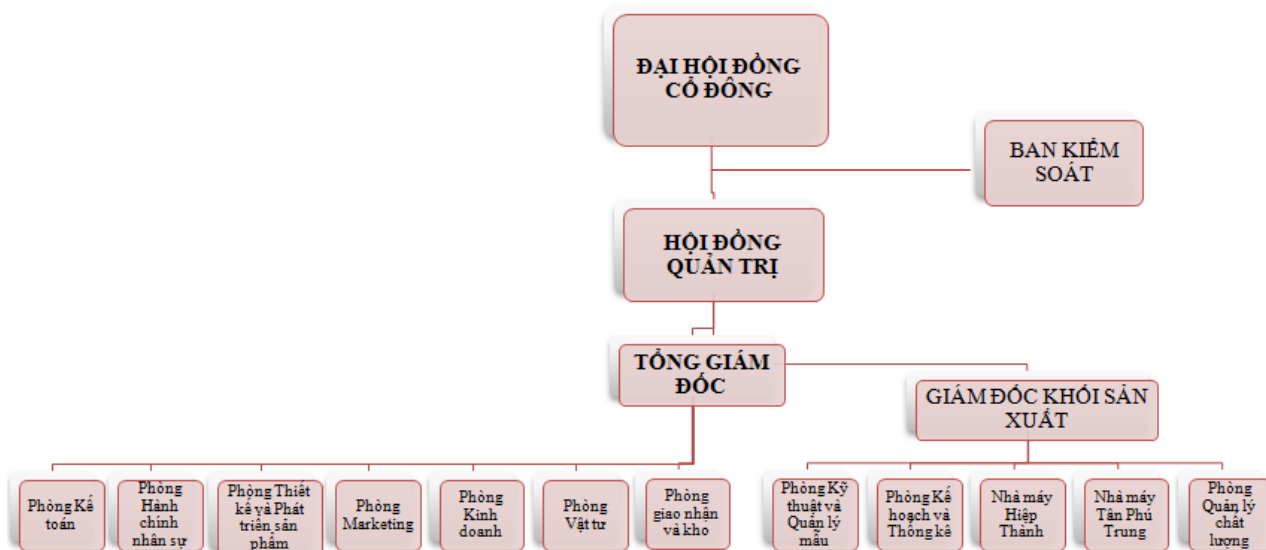 ĐẠI HỘI ĐỒNG
CỔ ĐÔNG
BAN KIỂM
SOÁT
HỘI ĐỒNG
QUẢN TRỊ
TỔNG GIÁM
ĐỐC
GIÁM ĐỐC KHỐI SẢN
XUẤT
Phòng Kế
toán
Phòng
Hành
chính
nhân sự
Phòng Thiết
kế và Phát
triển sản
phẩm
Phòng
Marketing
Phòng
Kinh
doanh
Phòng
Vật tư
Phòng
giao nhận
và kho
Phòng Kỹ
thuật và
Quản lý
mẫu
Phòng Kế
hoạch và
Thống kê
Nhà máy
Hiệp
Thành
Nhà máy
Tân Phú
Trung
Phòng
Quản lý
chất
lượng